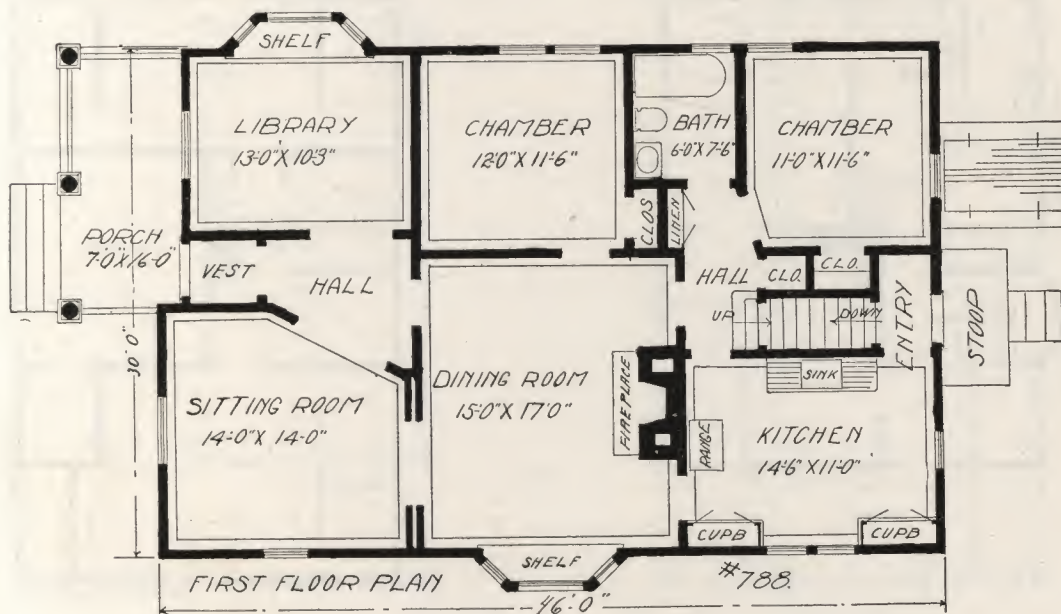 SHELF
LIBRARY
13'-0" X 10'-3"
CHAMBER
12'-0" X 11'-6"
BATH
6'-0" X 7'-6"
CHAMBER
11'-0" X 11'-6"
PORCH
7'-0" X 16'-0"
VEST
HALL
CLOS
LINEN
HALL
CLO.
CLO.
UP
DOWN
ENTRY
STOOP
30'0"
SITTING ROOM
14'-0" X 14'-0"
DINING ROOM
15'-0" X 17'0"
FIREPLACE
SINK
RANGE
KITCHEN
14'-6" X 11'-0"
CUPB
CUPB
SHELF
FIRST FLOOR PLAN
#788.
46'-0"